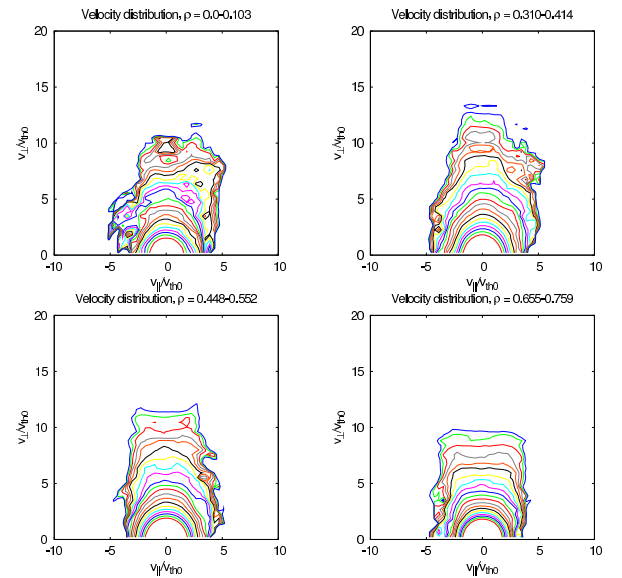 Velocity distribution, ρ = 0.0-0.103
Velocity distribution, ρ = 0.310-0.414
20
15
10
5
0
v⊥/vth0
-10 -5 0 5 10
v||/vth0
20
15
10
5
0
v⊥/vth0
-10 -5 0 5 10
v||/vth0
Velocity distribution, ρ = 0.448-0.552
Velocity distribution, ρ = 0.655-0.759
20
15
10
5
0
v⊥/vth0
-10 -5 0 5 10
v||/vth0
20
15
10
5
0
v⊥/vth0
-10 -5 0 5 10
v||/vth0